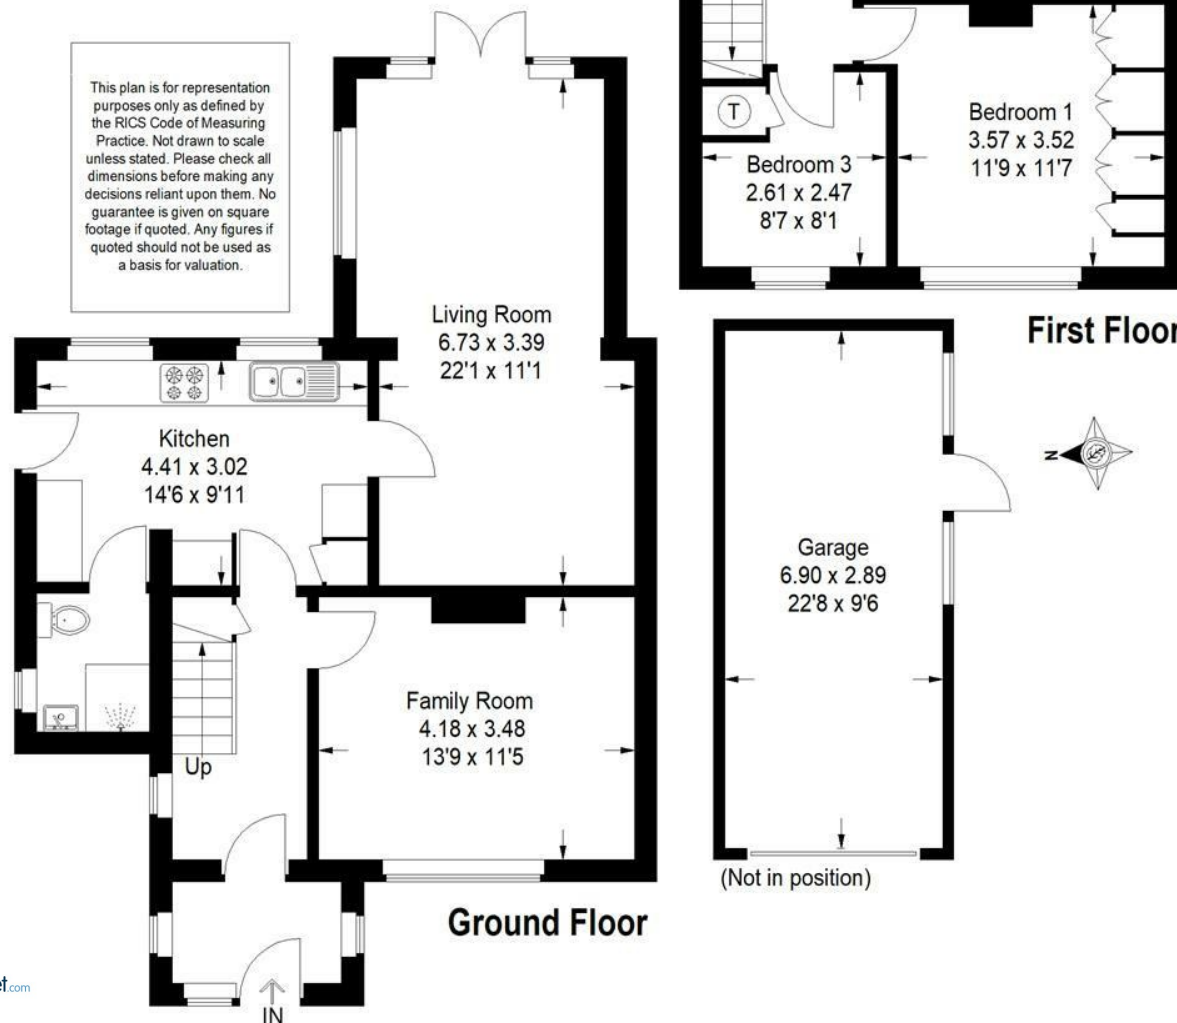 This plan is for representation
purposes only as defined by
the RICS Code of Measuring
Practice. Not drawn to scale
unless stated. Please check all
dimensions before making any
decisions reliant upon them. No
guarantee is given on square
footage if quoted. Any figures if
quoted should not be used as
a basis for valuation.
T
Bedroom 3
2.61 x 2.47
8'7 x 8'1
Bedroom 1
3.57 x 3.52
11'9 x 11'7
First Floor
Living Room
6.73 x 3.39
22'1 x 11'1
Kitchen
4.41 x 3.02
14'6 x 9'11
N
Garage
6.90 x 2.89
22'8 x 9'6
(Not in position)
Family Room
4.18 x 3.48
13'9 x 11'5
Up
Ground Floor
IN
et.com